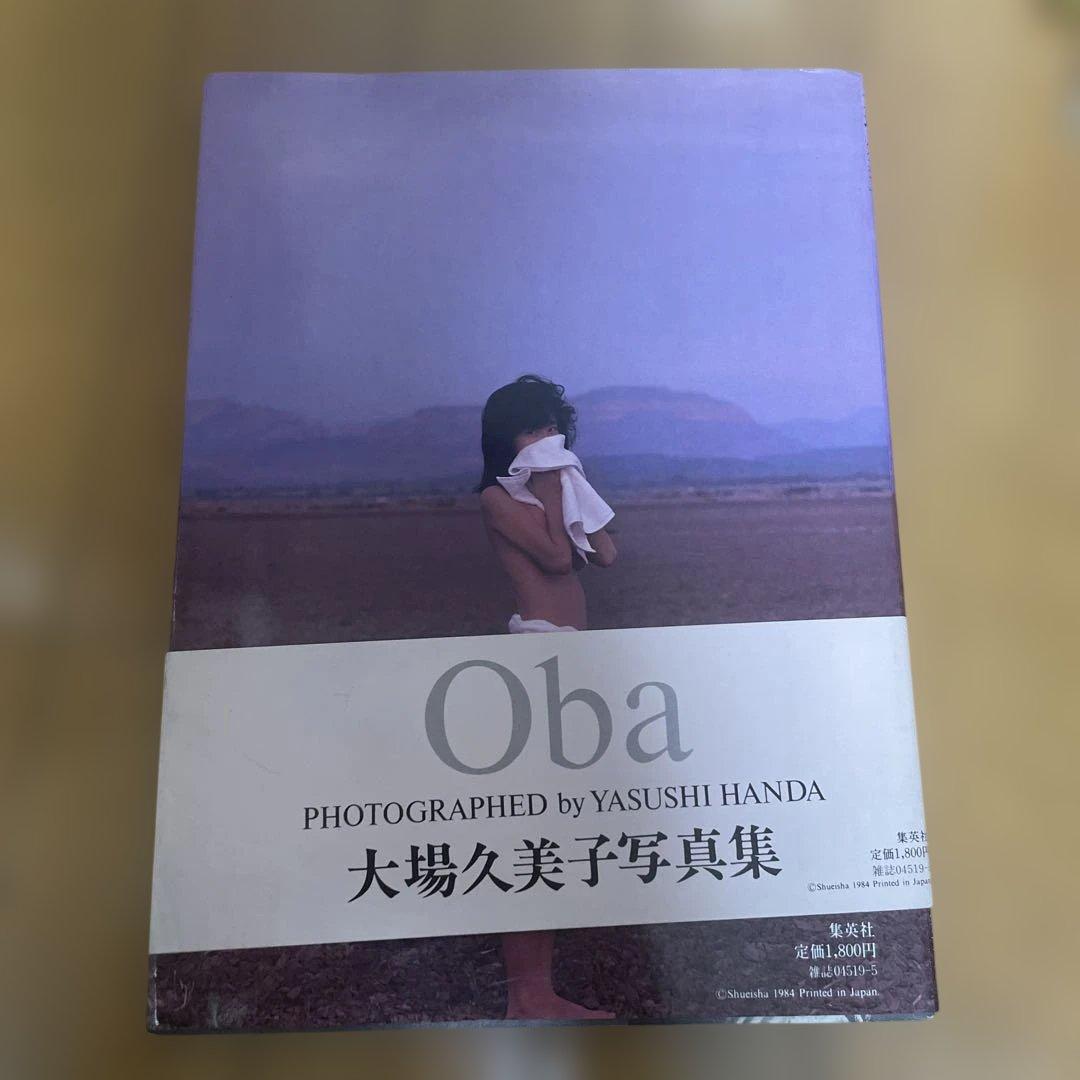 Oba
PHOTOGRAPHED by YASUSHI HANDA
大場久美子写真集
集英社
定価1,800円
雑誌04519-
©Shueisha 1984 Printed in Japan
集英社
定価1,800円
雑誌04519-5
©Shueisha 1984 Printed in Japan.